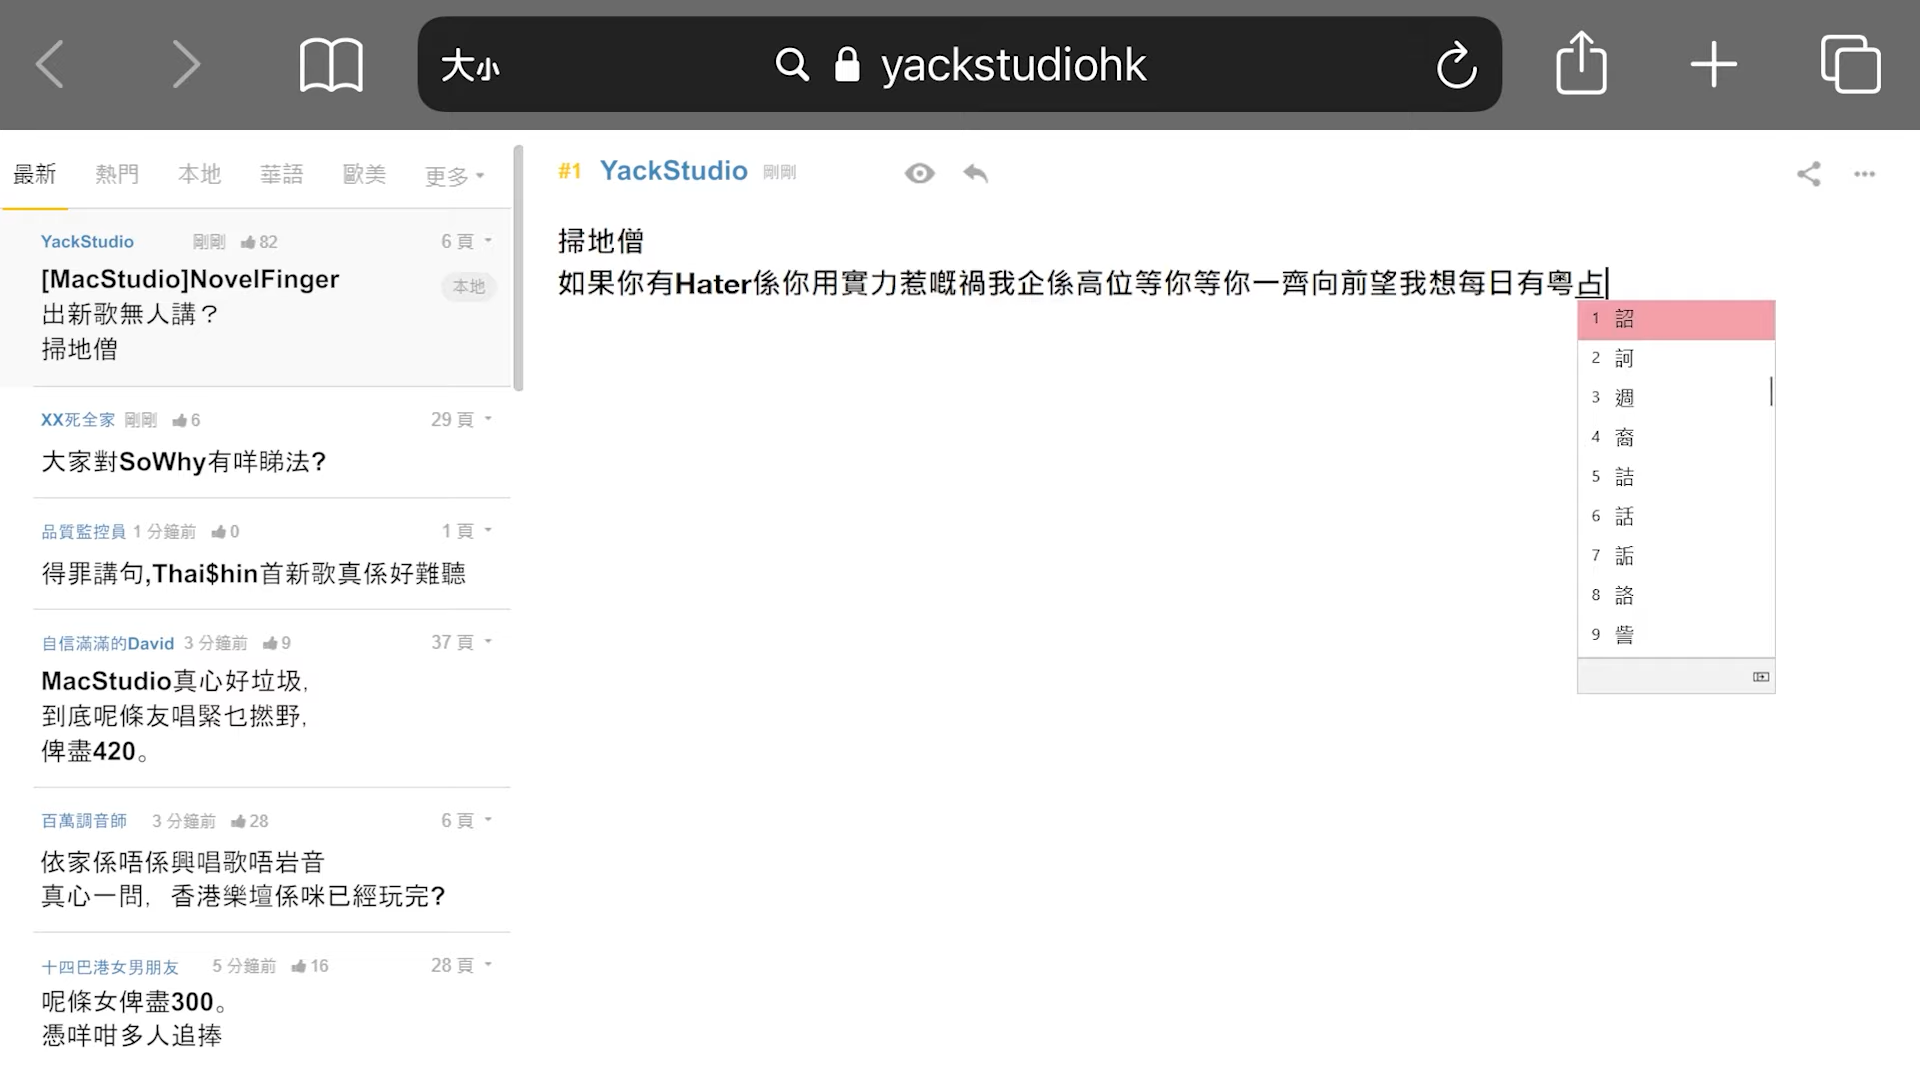 大小
yackstudiohk
最新 熱門 本地 華語 歐美 更多
YackStudio 剛剛 82 6 頁
[MacStudio]NovelFinger
本地
出新歌無人講？
掃地僧
XX死全家 剛剛 6 29 頁
大家對SoWhy有咩睇法?
品質監控員 1 分鐘前 0 1 頁
得罪講句,Thai$hin首新歌真係好難聽
自信滿滿的David 3 分鐘前 9 37 頁
MacStudio真心好垃圾,
到底呢條友唱緊乜撚野,
俾盡420。
百萬調音師 3 分鐘前 28 6 頁
依家係唔係興唱歌唔岩音
真心一問，香港樂壇係咪已經玩完?
十四巴港女男朋友 5 分鐘前 16 28 頁
呢條女俾盡300。
憑咩咁多人追捧
#1 YackStudio 剛剛
掃地僧
如果你有Hater係你用實力惹嘅禍我企係高位等你等你一齊向前望我想每日有粵占
1 詔
2 訶
3 週
4 裔
5 詰
6 話
7 詬
8 詻
9 訾